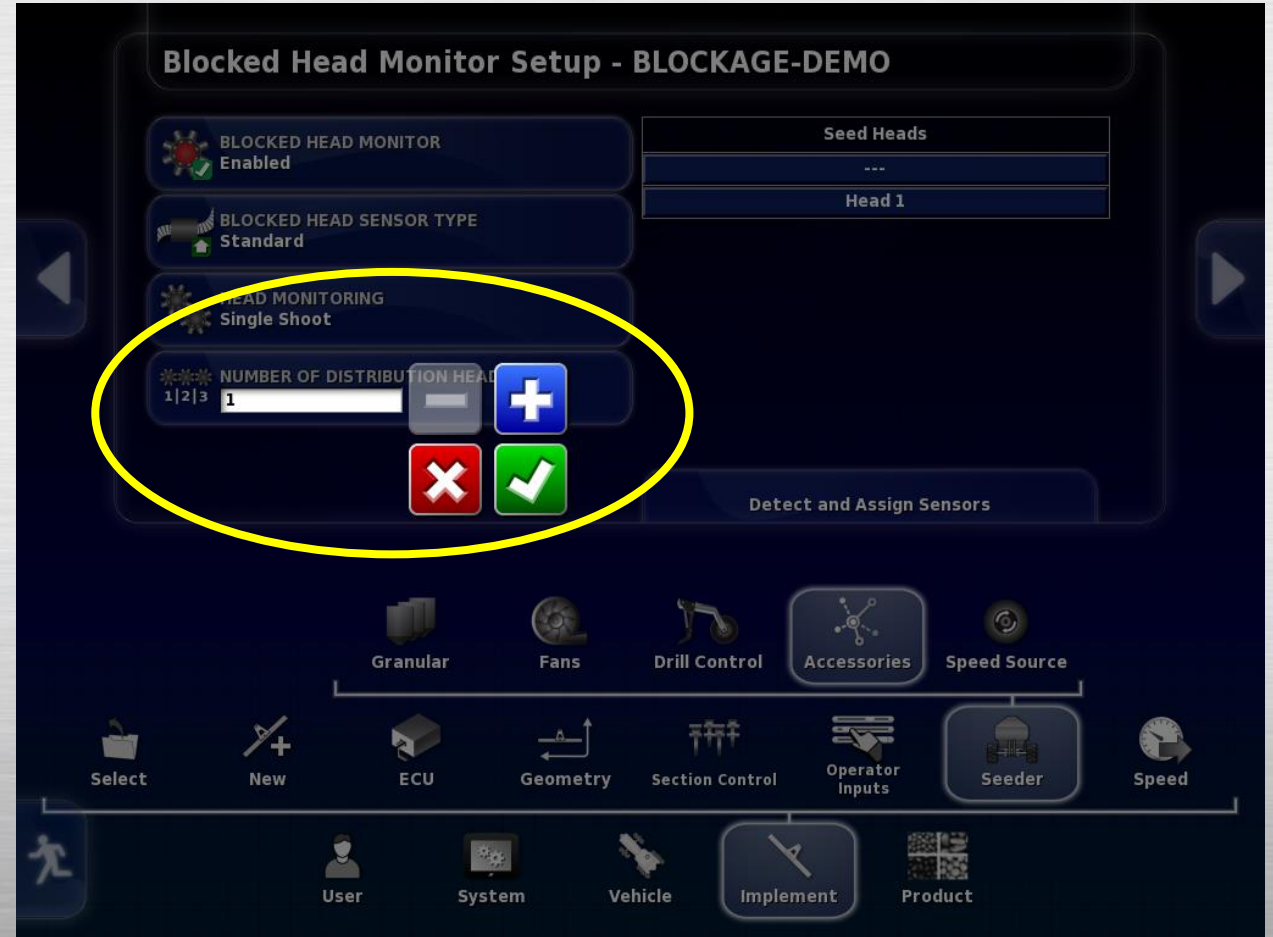 Blocked Head Monitor Setup - BLOCKAGE-DEMO
BLOCKED HEAD MONITOR
Enabled
BLOCKED HEAD SENSOR TYPE
Standard
HEAD MONITORING
Single Shoot
NUMBER OF DISTRIBUTION HEAD
1|2|3
1
Seed Heads
---
Head 1
Detect and Assign Sensors
Granular
Fans
Drill Control
Accessories
Speed Source
Select
New
ECU
Geometry
Section Control
Operator
Inputs
Seeder
Speed
User
System
Vehicle
Implement
Product